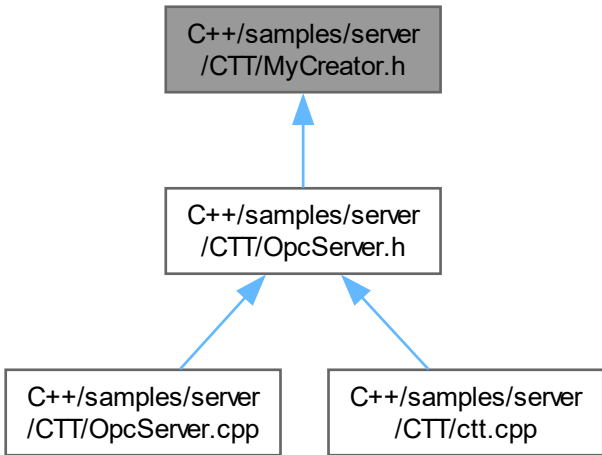 C++/samples/server
/CTT/MyCreator.h
C++/samples/server
/CTT/OpcServer.h
C++/samples/server
/CTT/OpcServer.cpp
C++/samples/server
/CTT/ctt.cpp